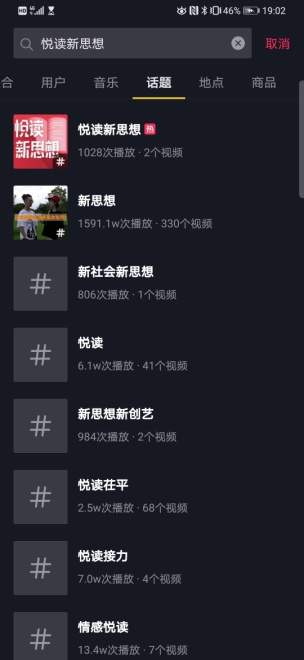 46% 19:02
悦读新思想
取消
合 用户 音乐 话题 地点 商品
悦读
新思想
#
悦读新思想 热
1028次播放 · 2个视频
#
新思想
1591.1w次播放 · 330个视频
#
新社会新思想
806次播放 · 1个视频
#
悦读
6.1w次播放 · 41个视频
#
新思想新创艺
984次播放 · 2个视频
#
悦读茌平
2.5w次播放 · 68个视频
#
悦读接力
7.0w次播放 · 4个视频
#
情感悦读
13.4w次播放 · 7个视频